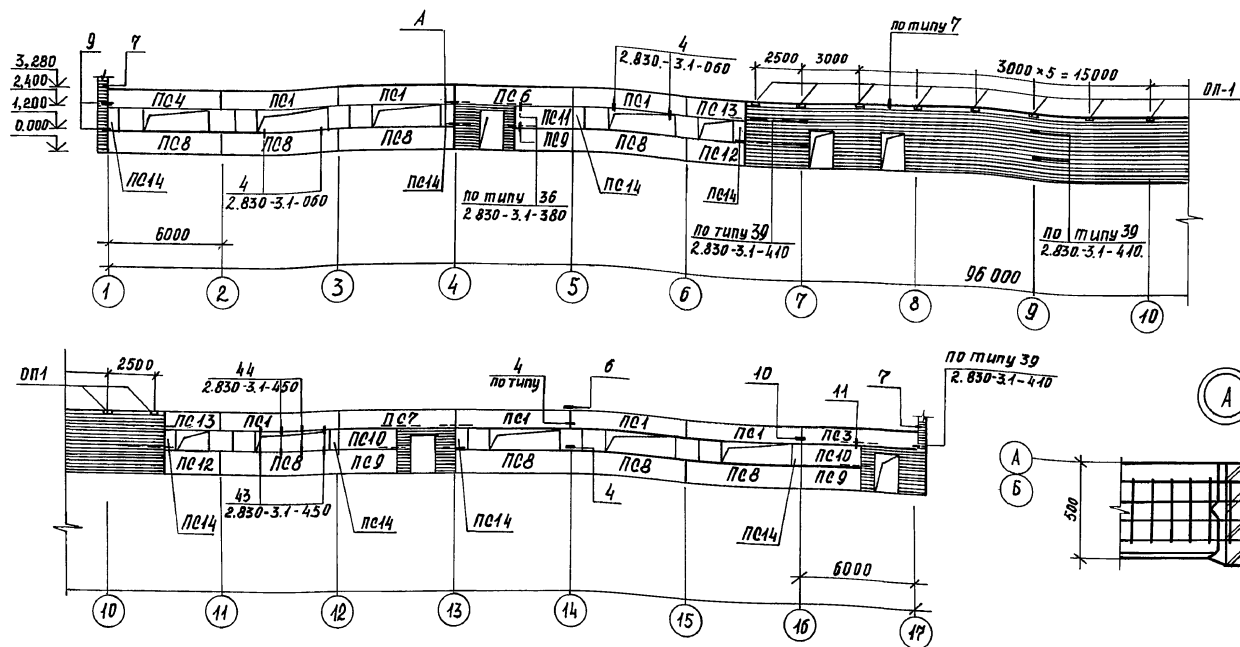 А
9
7
4
2.830.-3.1-060
по типу 7
2500
3000
3000 × 5 = 15000
ОП-1
3,280
2,400
1,200
0.000
ПС4
ПС1
ПС1
ПС6
ПС1
ПС13
ПС11
ПС8
ПС8
ПС8
ПС9
ПС8
ПС12
ПС14
4
2.830-3.1-060
ПС14
по типу 36
2 830-3.1-380
ПС14
ПС14
по типу 39
2.830-3.1-410
по типу 39
2.830.-3.1-410.
6000
96 000
1
2
3
4
5
6
7
8
9
10
ОП1
2500
44
2.830-3.1-450
4
по типу
6
10
11
7
по типу 39
2.830-3.1-410
ПС13
ПС1
ПС7
ПС1
ПС1
ПС1
ПС3
ПС10
ПС10
ПС12
ПС8
ПС9
ПС8
ПС8
ПС8
ПС9
ПС14
43
2.830-3.1-450
ПС14
ПС14
4
ПС14
6000
10
11
12
13
14
15
16
17
А
А
Б
500